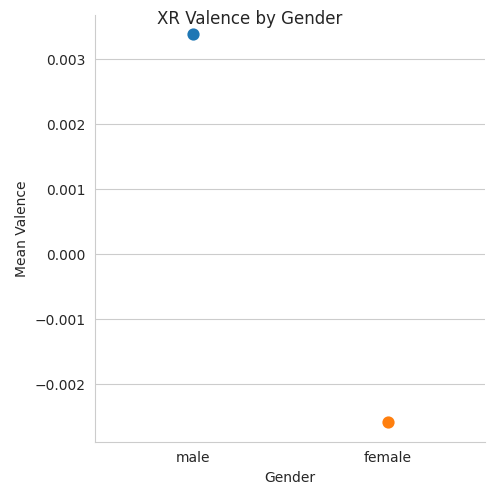 XR Valence by Gender
0.003
0.002
0.001
0.000
−0.001
−0.002
Mean Valence
male
female
Gender